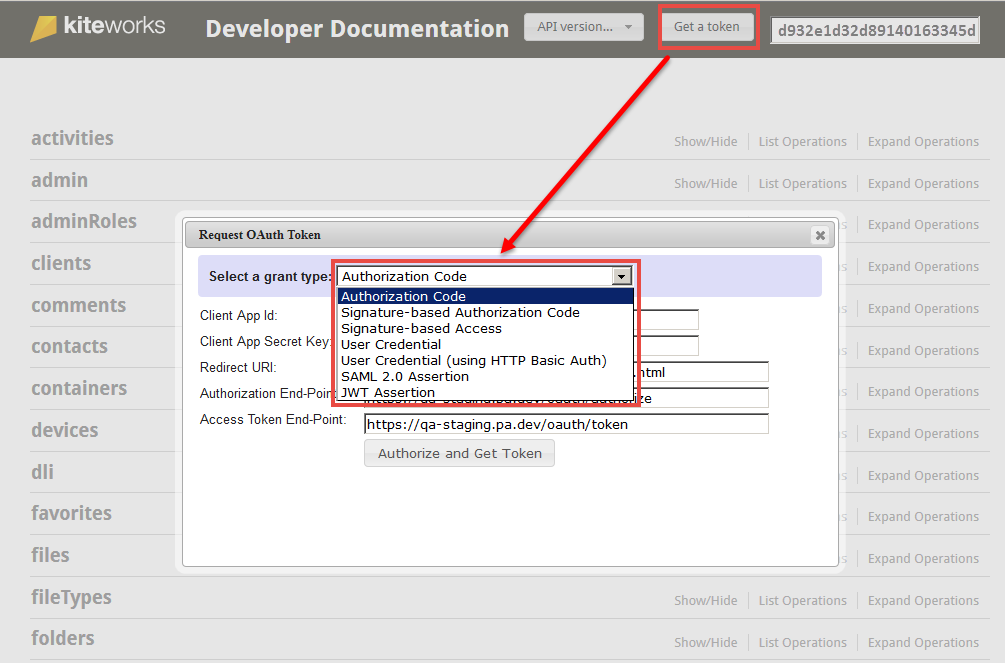 kiteworks Developer Documentation API version... Get a token d932e1d32d89140163345d
activities Show/Hide List Operations Expand Operations
admin Show/Hide List Operations Expand Operations
adminRoles Expand Operations
Request OAuth Token
clients Expand Operations
Select a grant type: Authorization Code
Authorization Code
comments Expand Operations
Client App Id: Signature-based Authorization Code
Signature-based Access
Client App Secret Key: User Credential
contacts Expand Operations
User Credential (using HTTP Basic Auth)
Redirect URI: .html
SAML 2.0 Assertion
containers Expand Operations
Authorization End-Point JWT Assertion
Access Token End-Point: https://qa-staging.pa.dev/oauth/token
devices Expand Operations
Authorize and Get Token
dli Expand Operations
favorites Expand Operations
files Expand Operations
fileTypes Show/Hide List Operations Expand Operations
folders Show/Hide List Operations Expand Operations